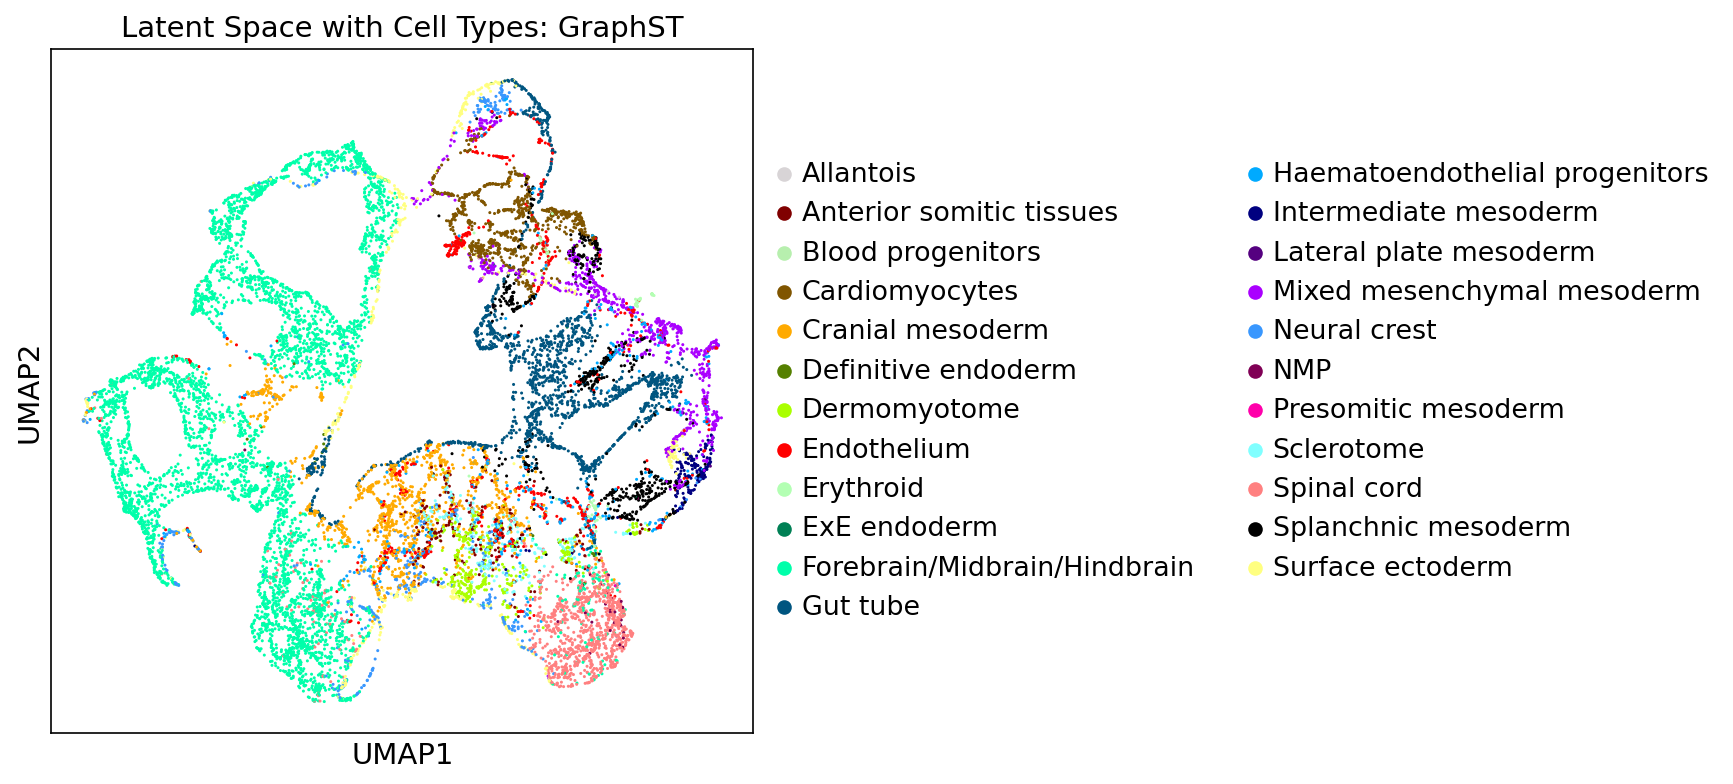 Latent Space with Cell Types: GraphST
UMAP2
UMAP1
Allantois
Anterior somitic tissues
Blood progenitors
Cardiomyocytes
Cranial mesoderm
Definitive endoderm
Dermomyotome
Endothelium
Erythroid
ExE endoderm
Forebrain/Midbrain/Hindbrain
Gut tube
Haematoendothelial progenitors
Intermediate mesoderm
Lateral plate mesoderm
Mixed mesenchymal mesoderm
Neural crest
NMP
Presomitic mesoderm
Sclerotome
Spinal cord
Splanchnic mesoderm
Surface ectoderm